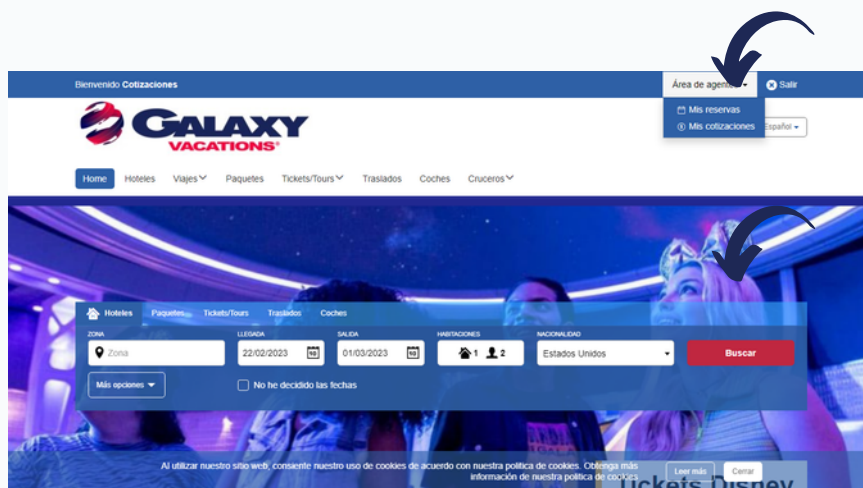 Bienvenido Cotizaciones
Área de agente
Salir
Mis reservas
Mis cotizaciones
Español
GALAXY
VACATIONS®
Home Hoteles Viajes Paquetes Tickets/Tours Traslados Coches Cruceros
Hoteles Paquetes Tickets/Tours Traslados Coches
ZONA LLEGADA SALIDA HABITACIONES NACIONALIDAD
Zona 22/02/2023 01/03/2023 1 2 Estados Unidos Buscar
Más opciones No he decidido las fechas
Al utilizar nuestro sitio web, consiente nuestro uso de cookies de acuerdo con nuestra política de cookies. Obtenga más
información de nuestra política de cookies
Leer más Cerrar
Tickets Disney